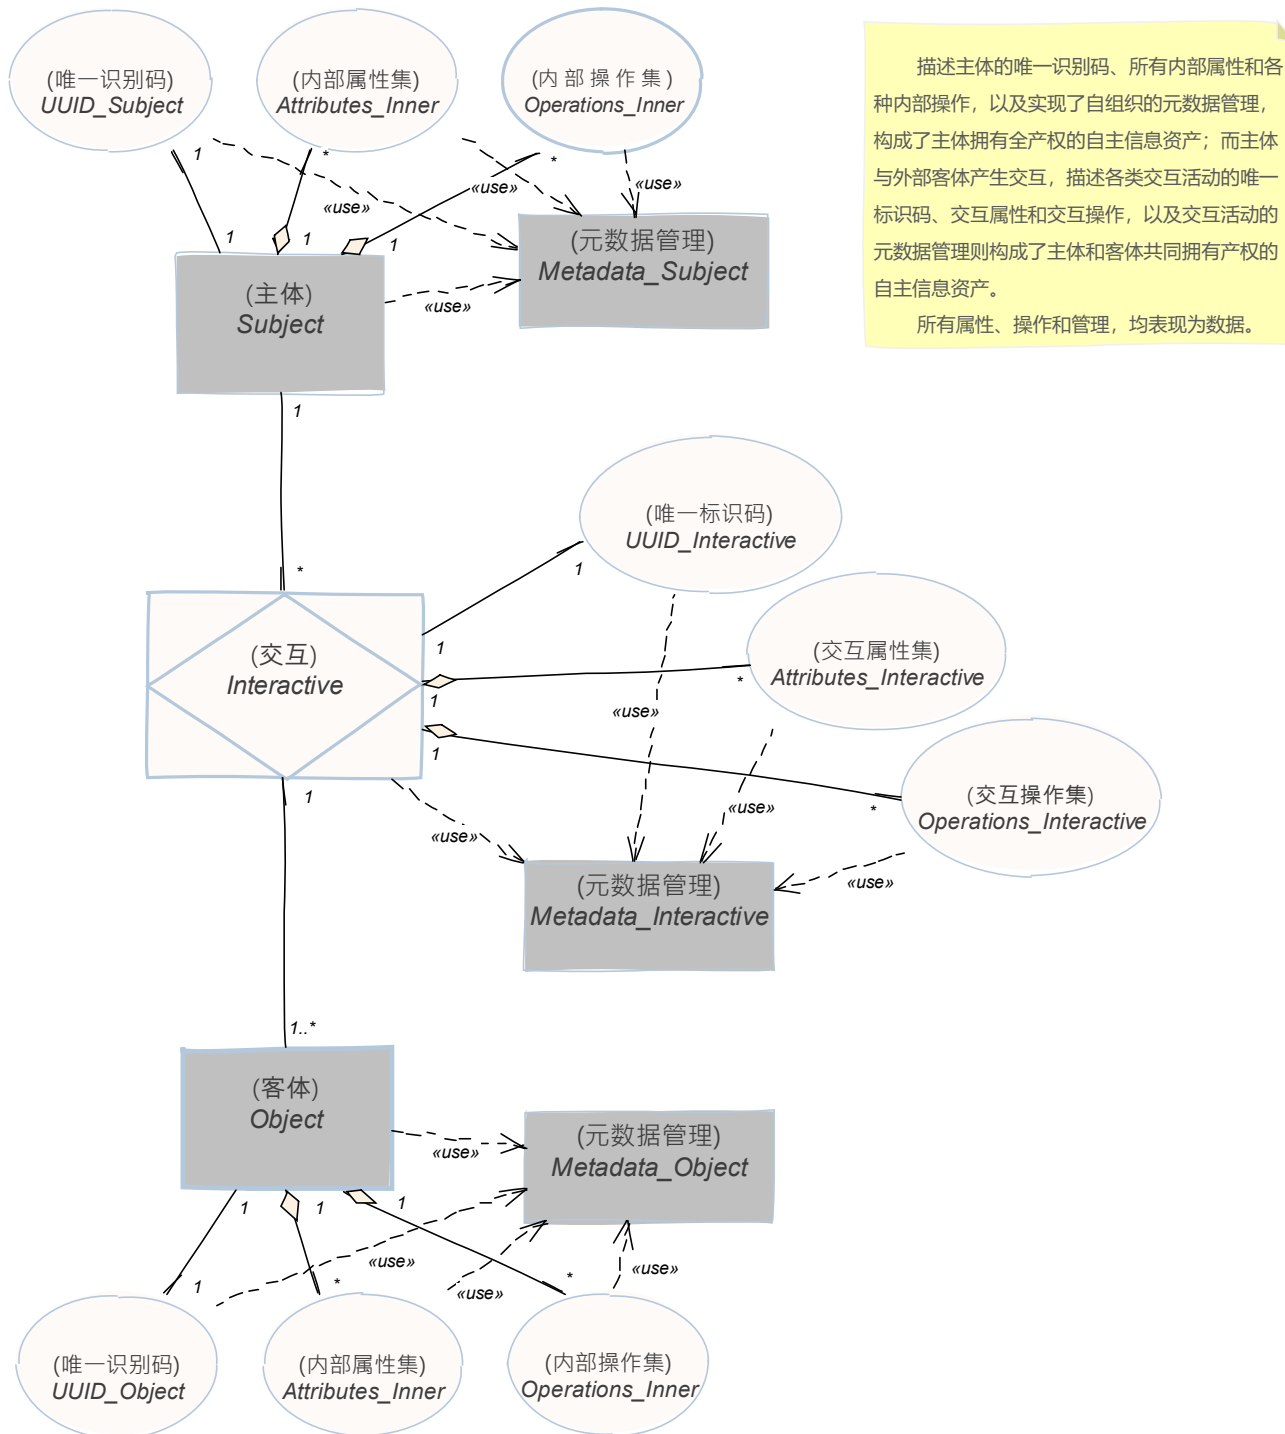 (唯一识别码)
UUID_Subject
(内部属性集)
Attributes_Inner
(内部操作集)
Operations_Inner
描述主体的唯一识别码、所有内部属性和各
种内部操作，以及实现了自组织的元数据管理，
构成了主体拥有全产权的自主信息资产；而主体
与外部客体产生交互，描述各类交互活动的唯一
标识码、交互属性和交互操作，以及交互活动的
元数据管理则构成了主体和客体共同拥有产权的
自主信息资产。
所有属性、操作和管理，均表现为数据。
1
*
*
«use»
«use»
«use»
1
1
1
(元数据管理)
Metadata_Subject
(主体)
Subject
«use»
1
*
(唯一标识码)
UUID_Interactive
1
1
(交互)
Interactive
(交互属性集)
Attributes_Interactive
*
1
«use»
1
(交互操作集)
Operations_Interactive
*
1
«use»
«use»
«use»
(元数据管理)
Metadata_Interactive
1..*
(客体)
Object
(元数据管理)
Metadata_Object
«use»
1
1
1
«use»
«use»
«use»
1
*
*
(唯一识别码)
UUID_Object
(内部属性集)
Attributes_Inner
(内部操作集)
Operations_Inner